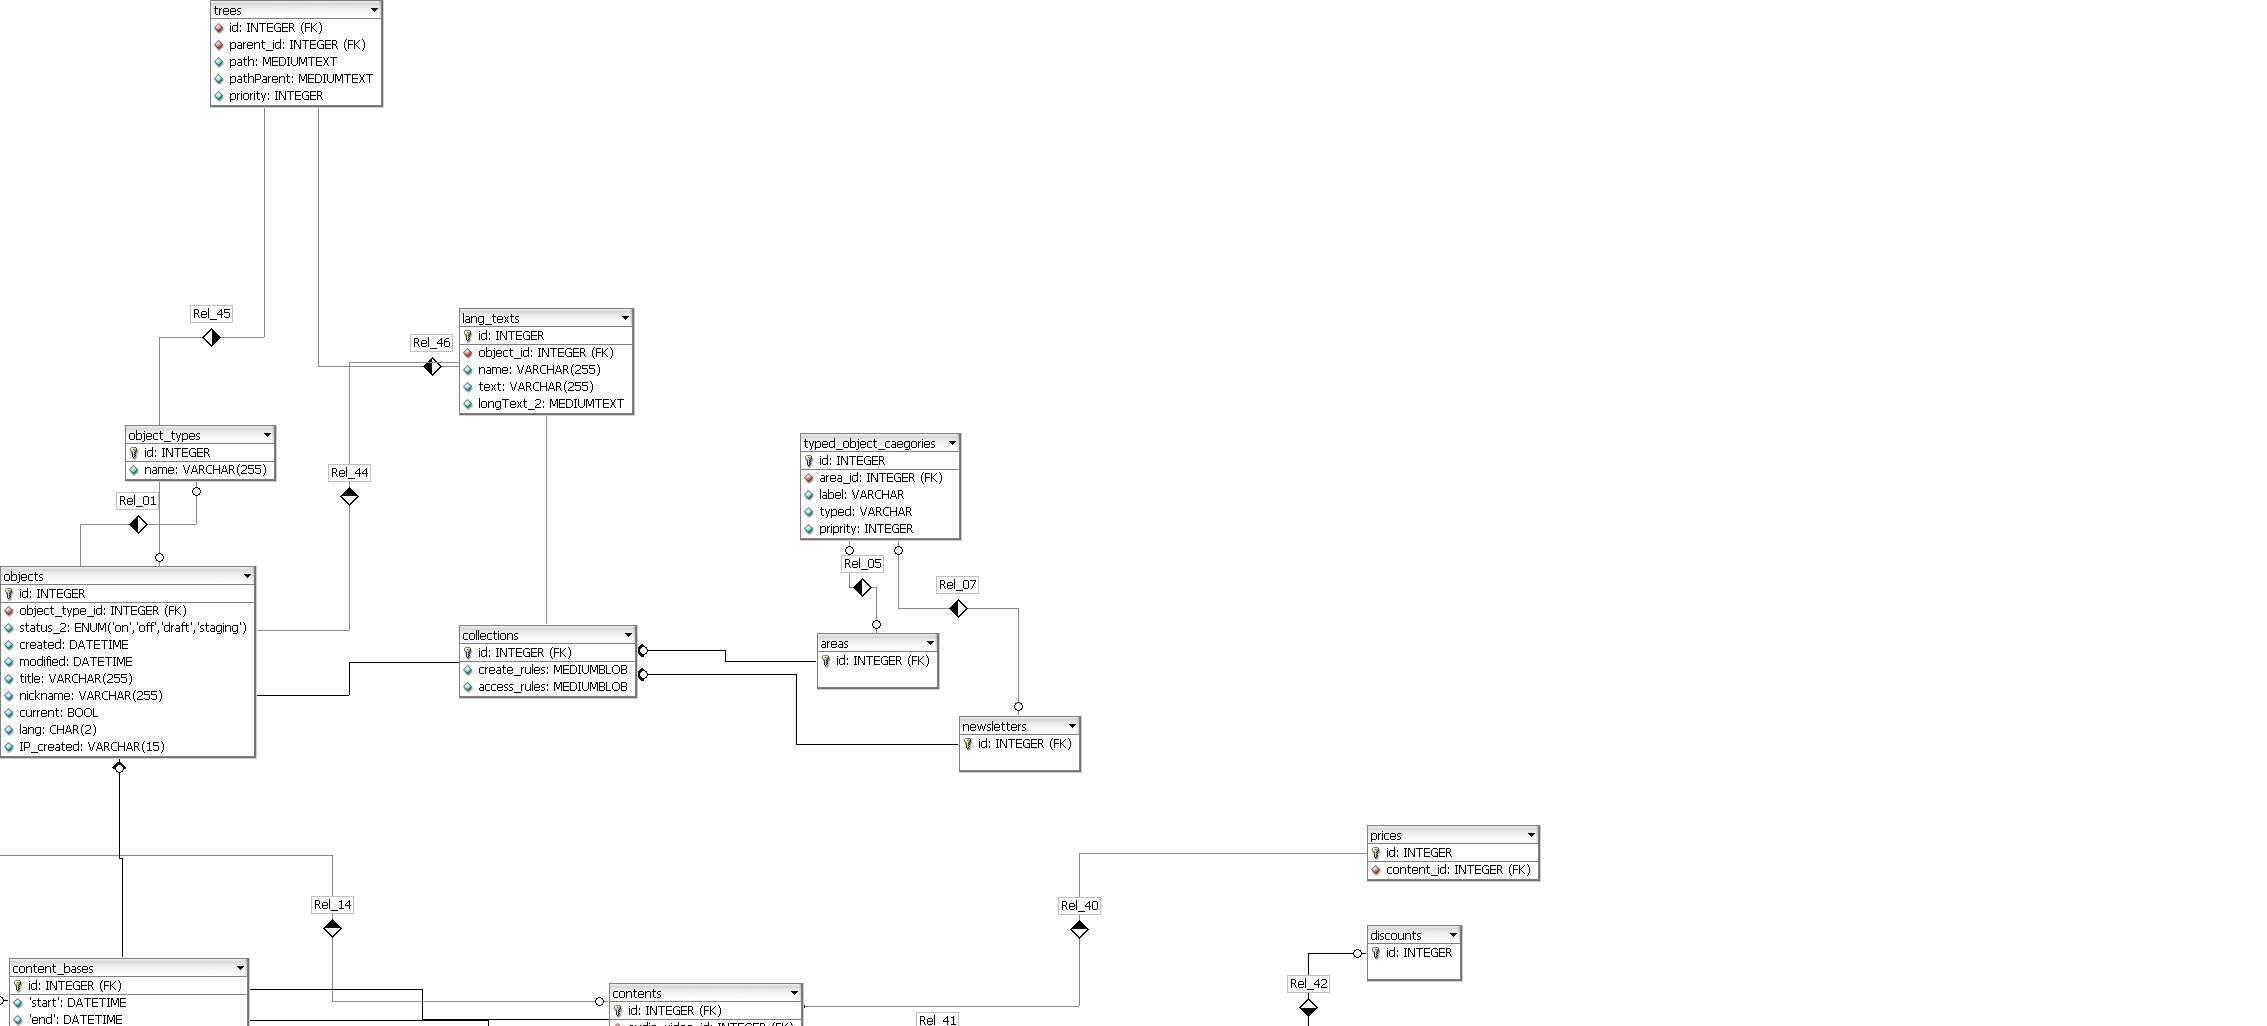 trees
id: INTEGER (FK)
parent_id: INTEGER (FK)
path: MEDIUMTEXT
pathParent: MEDIUMTEXT
priority: INTEGER
Rel_45
Rel_46
lang_texts
id: INTEGER
object_id: INTEGER (FK)
name: VARCHAR(255)
text: VARCHAR(255)
longText_2: MEDIUMTEXT
object_types
id: INTEGER
name: VARCHAR(255)
Rel_44
Rel_01
typed_object_caegories
id: INTEGER
area_id: INTEGER (FK)
label: VARCHAR
typed: VARCHAR
priprity: INTEGER
Rel_05
Rel_07
objects
id: INTEGER
object_type_id: INTEGER (FK)
status_2: ENUM('on','off','draft','staging')
created: DATETIME
modified: DATETIME
title: VARCHAR(255)
nickname: VARCHAR(255)
current: BOOL
lang: CHAR(2)
IP_created: VARCHAR(15)
collections
id: INTEGER (FK)
create_rules: MEDIUMBLOB
access_rules: MEDIUMBLOB
areas
id: INTEGER (FK)
newsletters
id: INTEGER (FK)
prices
id: INTEGER
content_id: INTEGER (FK)
Rel_14
Rel_40
discounts
id: INTEGER
Rel_42
content_bases
id: INTEGER (FK)
'start': DATETIME
'end': DATETIME
contents
id: INTEGER (FK)
audio_video_id: INTEGER (FK)
Rel_41